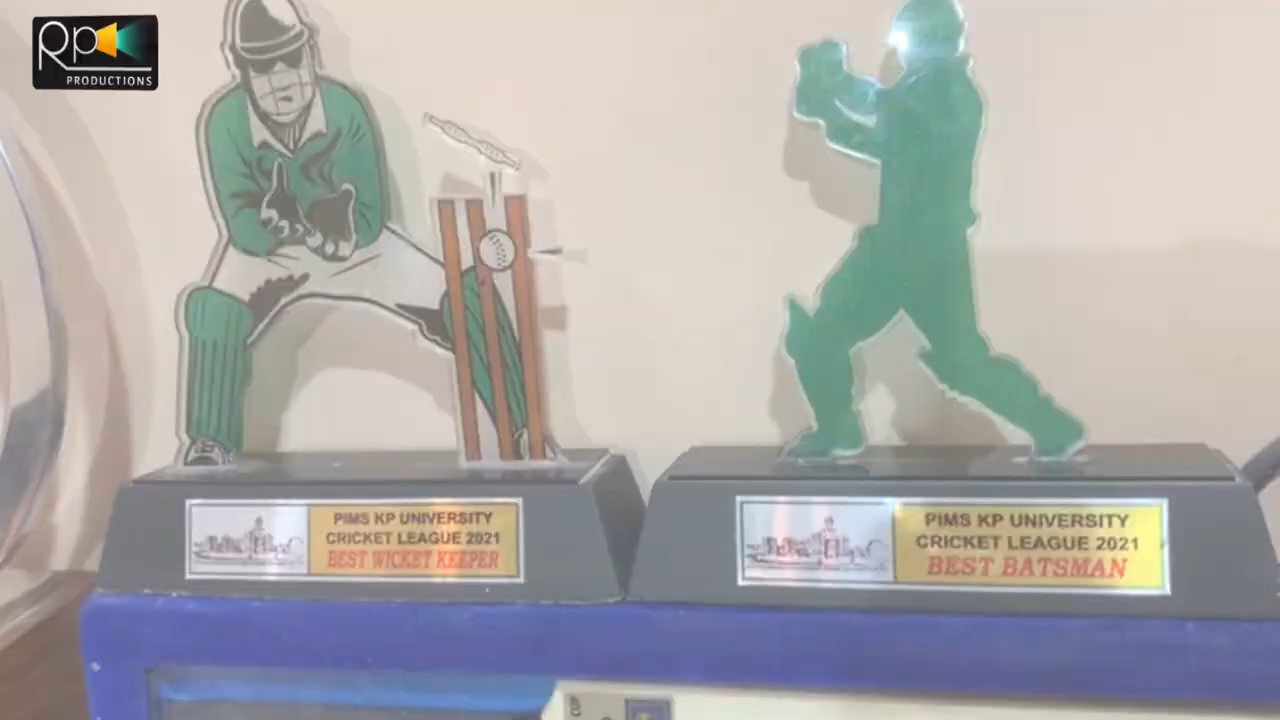 Rp
PRODUCTIONS
PIMS KP UNIVERSITY
CRICKET LEAGUE 2021
BEST WICKET KEEPER
PIMS KP UNIVERSITY
CRICKET LEAGUE 2021
BEST BATSMAN
CUP